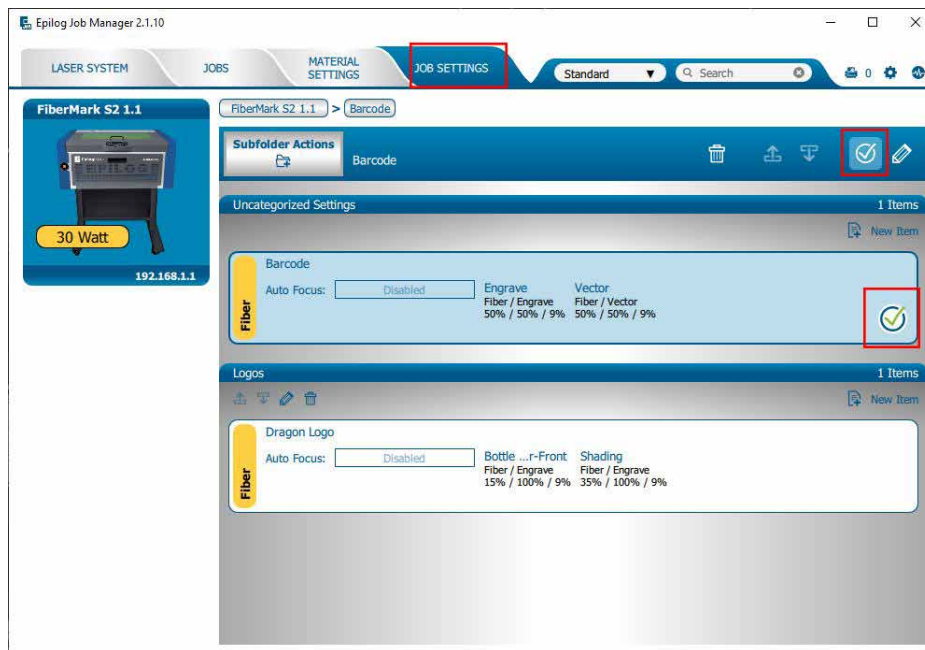 Epilog Job Manager 2.1.10
LASER SYSTEM
JOBS
MATERIAL
SETTINGS
JOB SETTINGS
Standard
Search
0
FiberMark S2 1.1
FiberMark S2 1.1 > Barcode
EPILOG
30 Watt
192.168.1.1
Subfolder Actions
Barcode
Uncategorized Settings
1 Items
New Item
Barcode
Auto Focus:
Disabled
Engrave
Fiber / Engrave
50% / 50% / 9%
Vector
Fiber / Vector
50% / 50% / 9%
Fiber
Logos
1 Items
New Item
Dragon Logo
Auto Focus:
Disabled
Bottle ...r-Front
Fiber / Engrave
15% / 100% / 9%
Shading
Fiber / Engrave
35% / 100% / 9%
Fiber